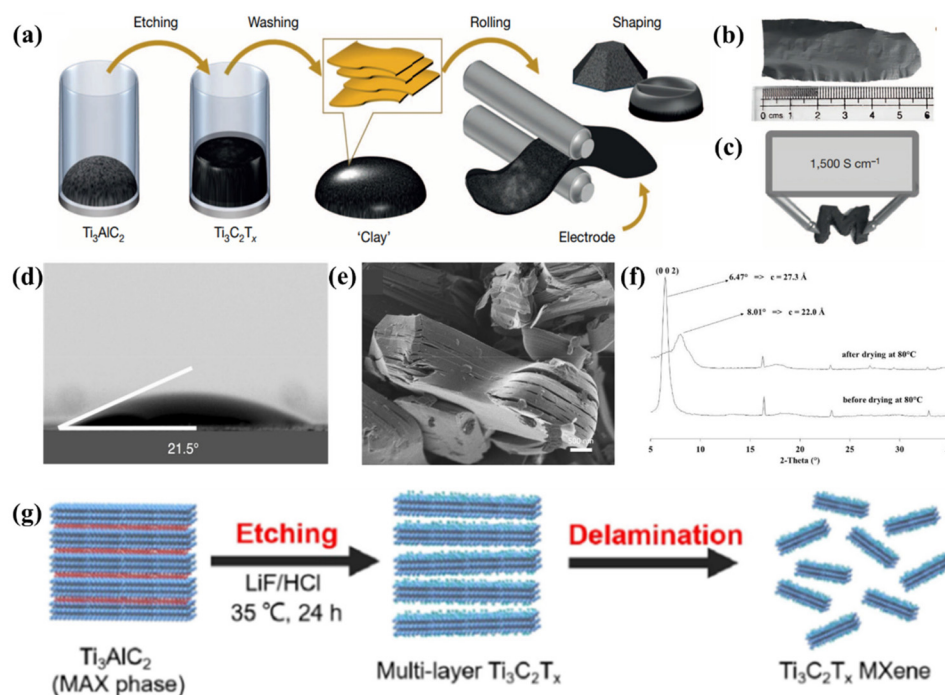 (a)
Etching
Washing
Rolling
Shaping
Ti₃AlC₂
Ti₃C₂Tₓ
'Clay'
Electrode
(b)
0 cms 1 2 3 4 5 6
(c)
1,500 S cm⁻¹
(d)
21.5°
(e)
(f)
(0 0 2)
6.47° => c = 27.3 Å
8.01° => c = 22.0 Å
after drying at 80°C
before drying at 80°C
5 10 15 20 25 30
2-Theta (°)
(g)
Etching
LiF/HCl
35 ℃, 24 h
Delamination
Ti₃AlC₂
(MAX phase)
Multi-layer Ti₃C₂Tₓ
Ti₃C₂Tₓ MXene